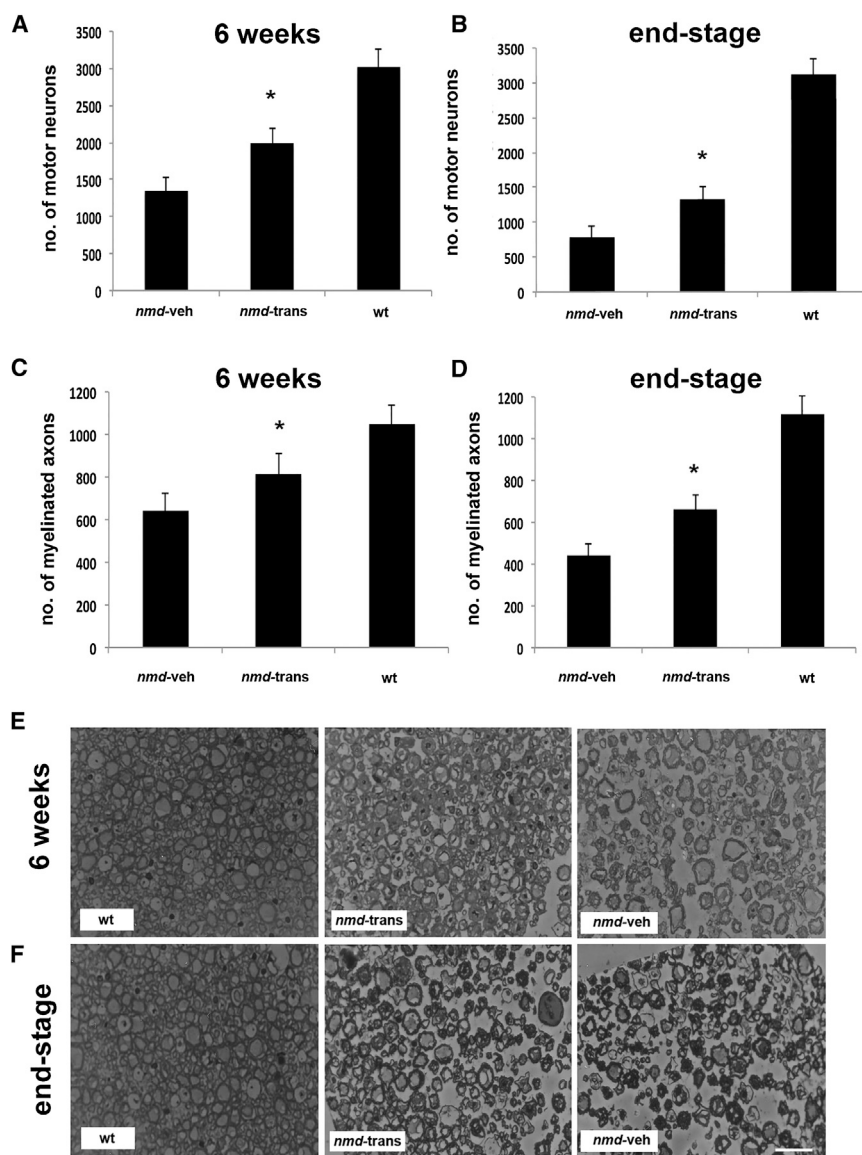 A
6 weeks
no. of motor neurons
3500
3000
2500
2000
1500
1000
500
0
*
nmd-veh
nmd-trans
wt
B
end-stage
no. of motor neurons
3500
3000
2500
2000
1500
1000
500
0
*
nmd-veh
nmd-trans
wt
C
6 weeks
no. of myelinated axons
1200
1000
800
600
400
200
0
*
nmd-veh
nmd-trans
wt
D
end-stage
no. of myelinated axons
1200
1000
800
600
400
200
0
*
nmd-veh
nmd-trans
wt
E
6 weeks
wt
nmd-trans
nmd-veh
F
end-stage
wt
nmd-trans
nmd-veh